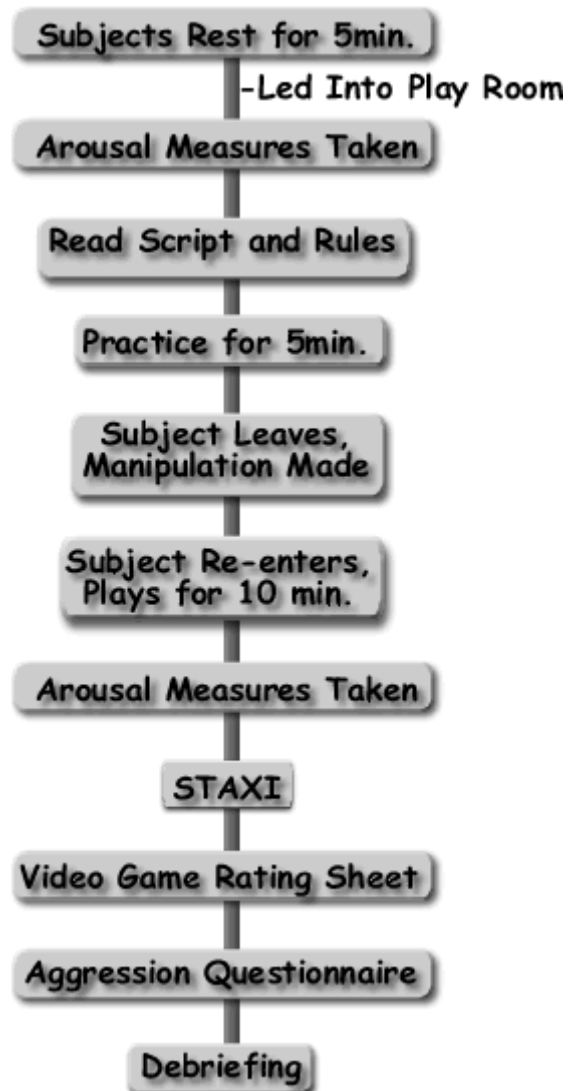 Subjects Rest for 5min.
-Led Into Play Room
Arousal Measures Taken
Read Script and Rules
Practice for 5min.
Subject Leaves,
Manipulation Made
Subject Re-enters,
Plays for 10 min.
Arousal Measures Taken
STAXI
Video Game Rating Sheet
Aggression Questionnaire
Debriefing